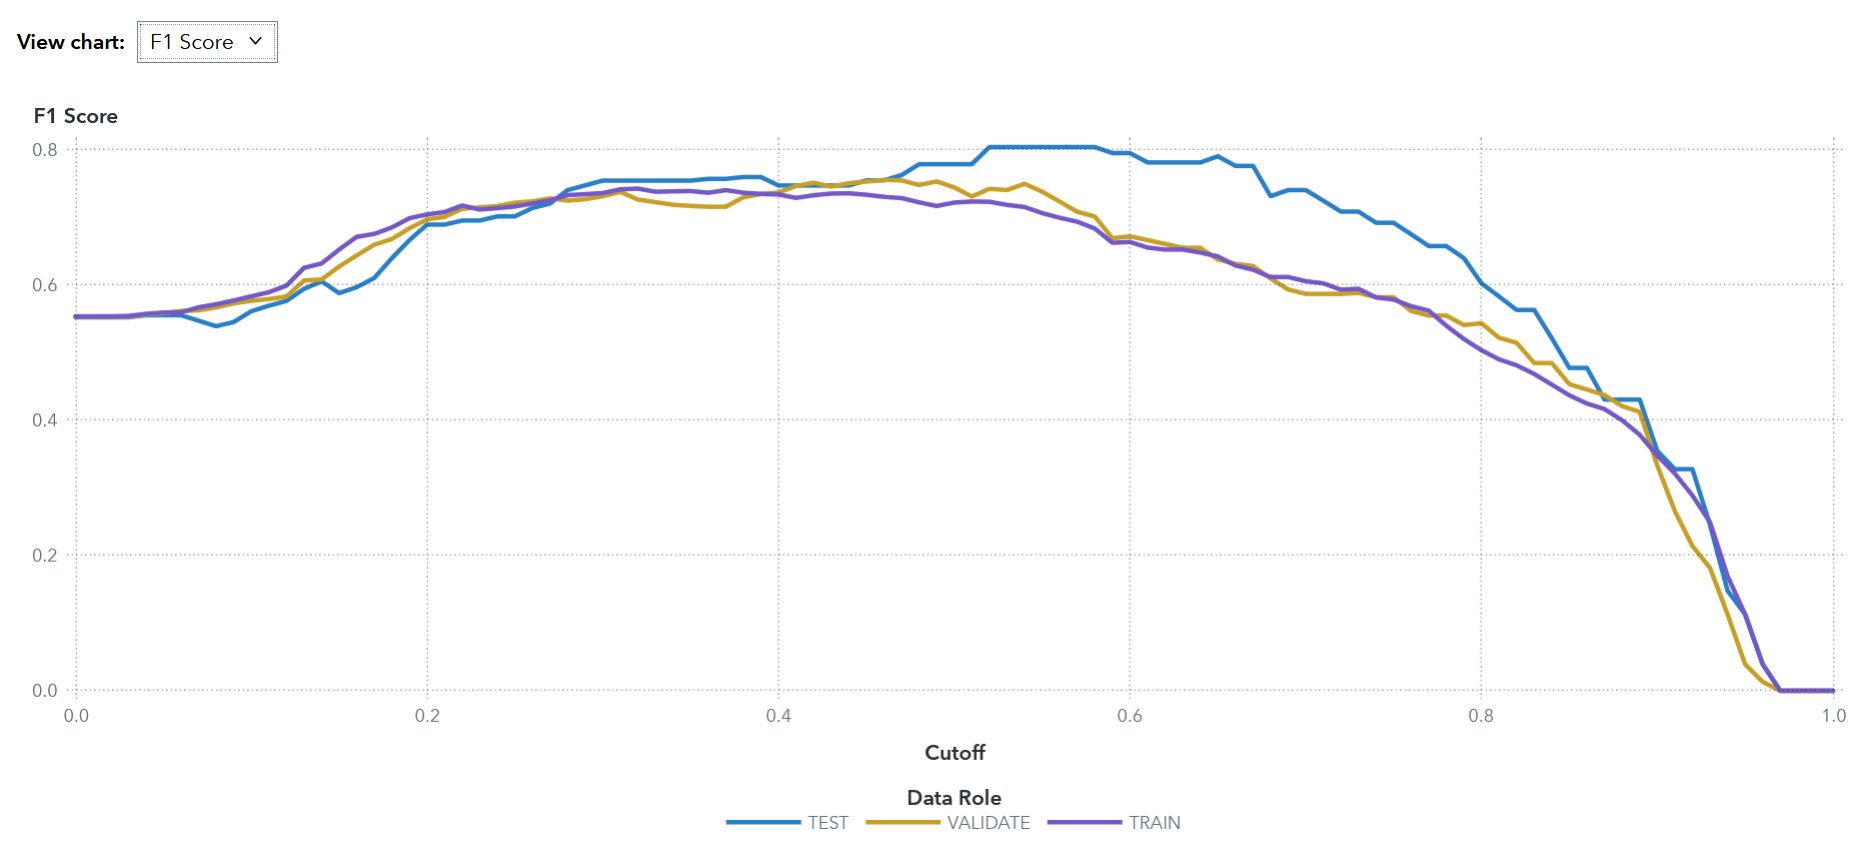 View chart: F1 Score
F1 Score
0.8
0.6
0.4
0.2
0.0
0.0 0.2 0.4 0.6 0.8 1.0
Cutoff
Data Role
TEST VALIDATE TRAIN